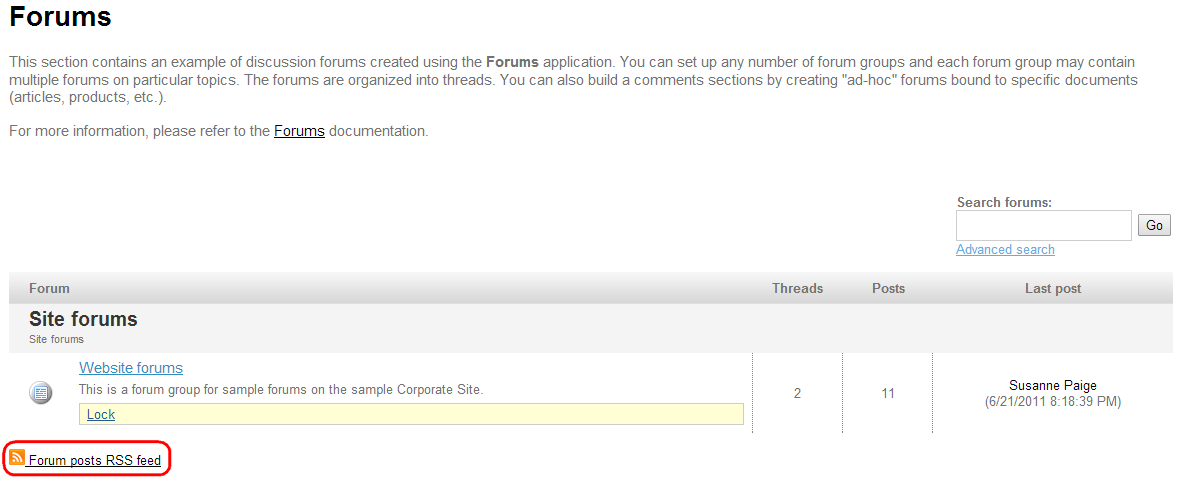 Forums
This section contains an example of discussion forums created using the Forums application. You can set up any number of forum groups and each forum group may contain
multiple forums on particular topics. The forums are organized into threads. You can also build a comments sections by creating "ad-hoc" forums bound to specific documents
(articles, products, etc.).
For more information, please refer to the Forums documentation.
Search forums:
Go
Advanced search
Forum Threads Posts Last post
Site forums
Site forums
Website forums
This is a forum group for sample forums on the sample Corporate Site.
Lock
2 11
Susanne Paige
(6/21/2011 8:18:39 PM)
Forum posts RSS feed